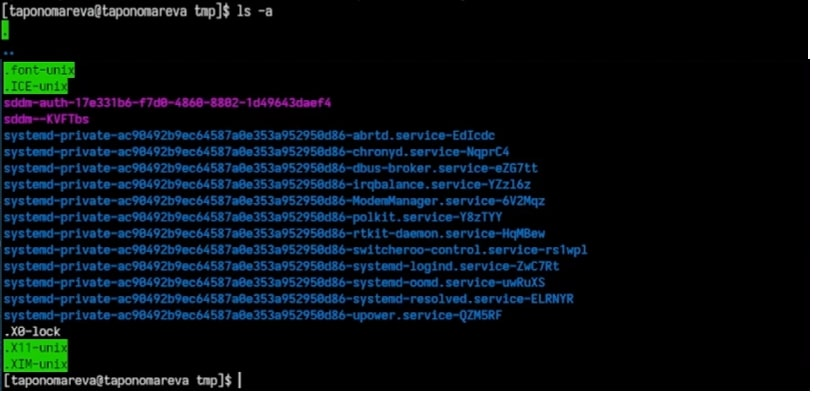 [taponomareva@taponomareva tmp]$ ls -a
.
..
.font-unix
.ICE-unix
sddm-auth-17e331b6-f7d0-4860-8802-1d49643daef4
sddm--KVFTbs
systemd-private-ac90492b9ec64587a0e353a952950d86-abrtd.service-EdIcdc
systemd-private-ac90492b9ec64587a0e353a952950d86-chronyd.service-NqprC4
systemd-private-ac90492b9ec64587a0e353a952950d86-dbus-broker.service-eZG7tt
systemd-private-ac90492b9ec64587a0e353a952950d86-irqbalance.service-YZzl6z
systemd-private-ac90492b9ec64587a0e353a952950d86-ModemManager.service-6V2Mqz
systemd-private-ac90492b9ec64587a0e353a952950d86-polkit.service-Y8zTYY
systemd-private-ac90492b9ec64587a0e353a952950d86-rtkit-daemon.service-HqMBew
systemd-private-ac90492b9ec64587a0e353a952950d86-switcheroo-control.service-rs1wpl
systemd-private-ac90492b9ec64587a0e353a952950d86-systemd-logind.service-ZwC7Rt
systemd-private-ac90492b9ec64587a0e353a952950d86-systemd-oomd.service-uwRuXS
systemd-private-ac90492b9ec64587a0e353a952950d86-systemd-resolved.service-ELRNYR
systemd-private-ac90492b9ec64587a0e353a952950d86-upower.service-QZM5RF
.X0-lock
.X11-unix
.XIM-unix
[taponomareva@taponomareva tmp]$